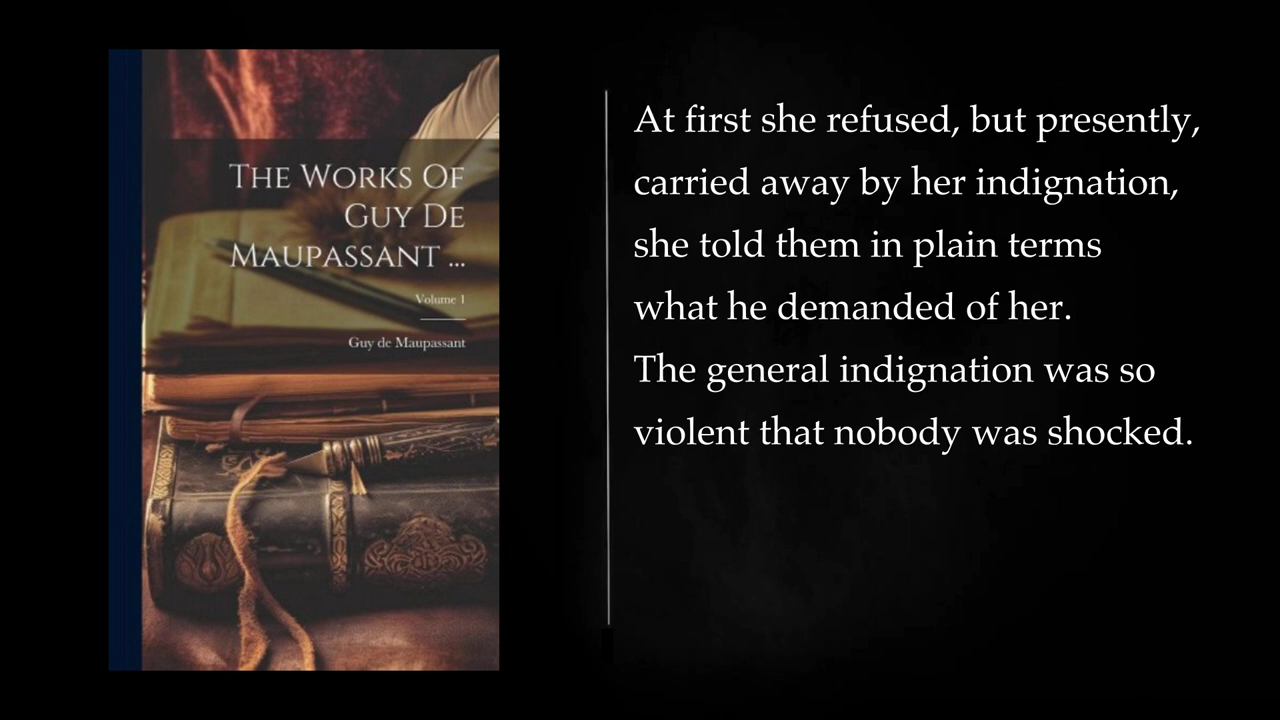 The Works Of
Guy De
Maupassant ...
Volume 1
Guy de Maupassant
At first she refused, but presently,
carried away by her indignation,
she told them in plain terms
what he demanded of her.
The general indignation was so
violent that nobody was shocked.